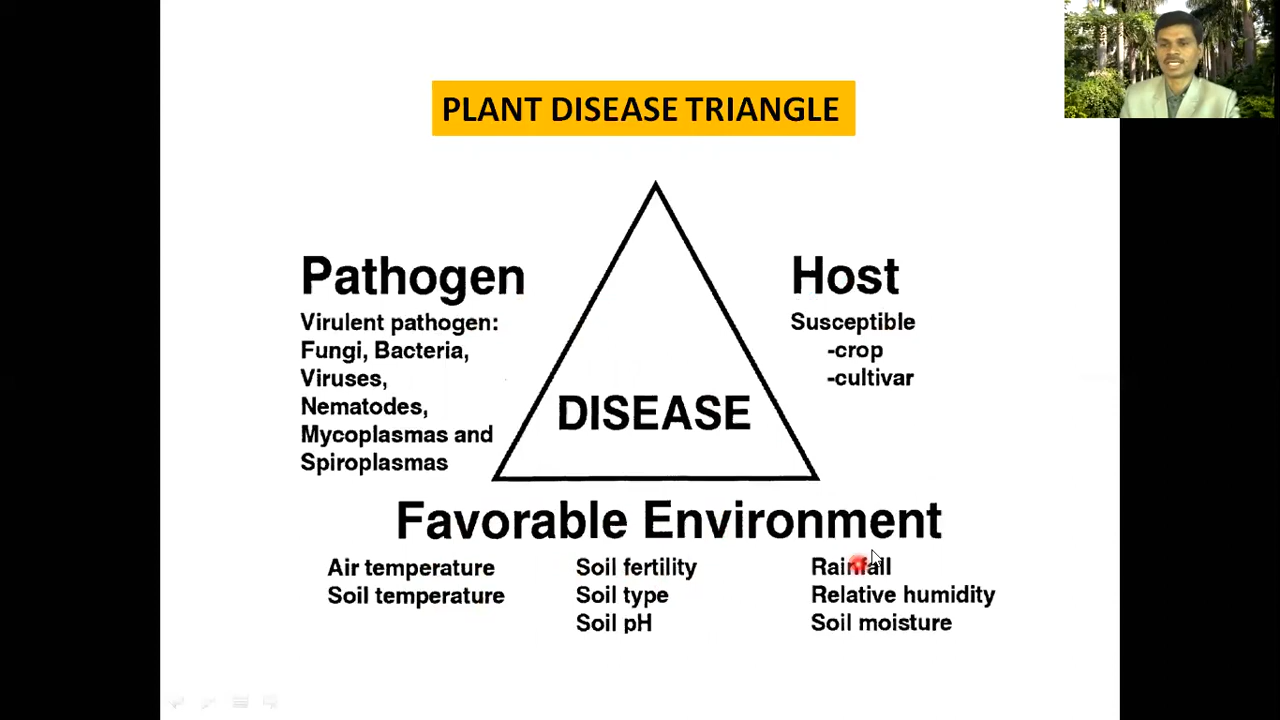 PLANT DISEASE TRIANGLE
Pathogen
Virulent pathogen:
Fungi, Bacteria,
Viruses,
Nematodes,
Mycoplasmas and
Spiroplasmas
Host
Susceptible
-crop
-cultivar
DISEASE
Favorable Environment
Air temperature
Soil temperature
Soil fertility
Soil type
Soil pH
Rainfall
Relative humidity
Soil moisture